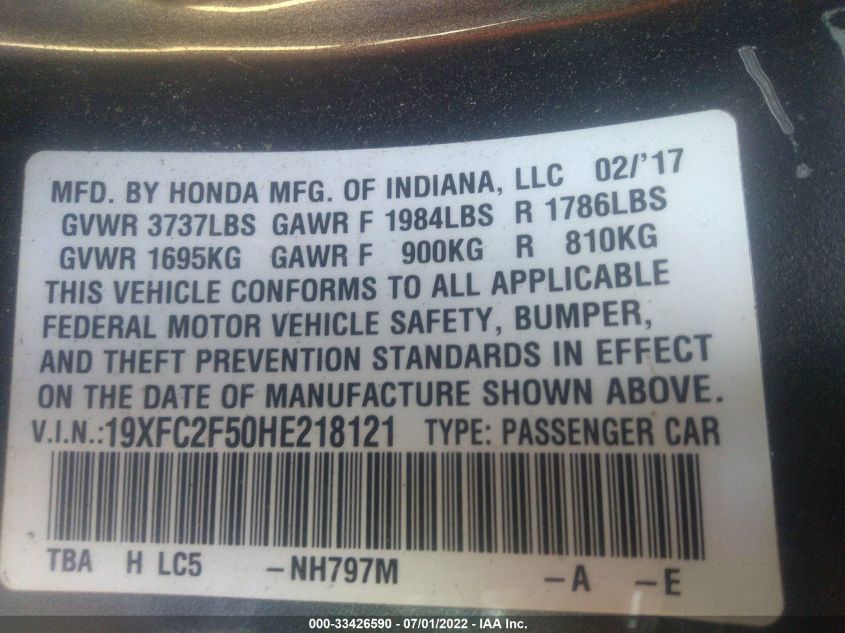 MFD. BY HONDA MFG. OF INDIANA, LLC 02/'17
GVWR 3737LBS GAWR F 1984LBS R 1786LBS
GVWR 1695KG GAWR F 900KG R 810KG
THIS VEHICLE CONFORMS TO ALL APPLICABLE
FEDERAL MOTOR VEHICLE SAFETY, BUMPER,
AND THEFT PREVENTION STANDARDS IN EFFECT
ON THE DATE OF MANUFACTURE SHOWN ABOVE.
V.I.N.:19XFC2F50HE218121 TYPE: PASSENGER CAR
TBA H LC5 -NH797M -A -E
000-33426590 - 07/01/2022 - IAA Inc.